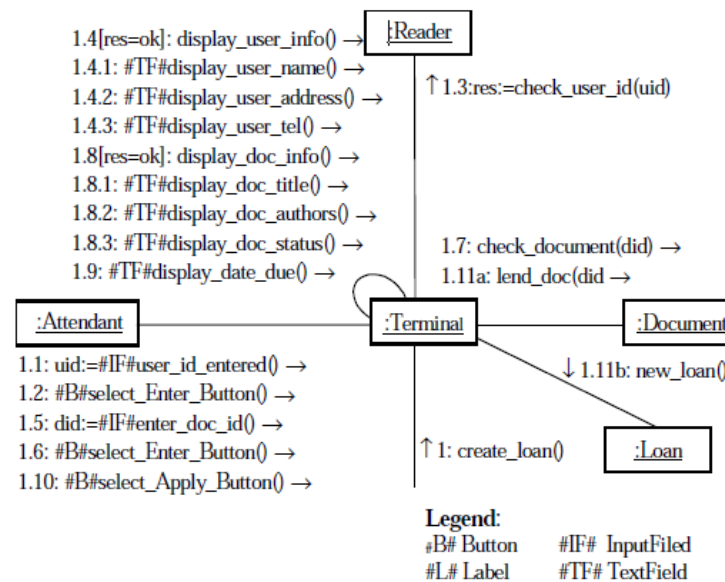 1.4[res=ok]: display_user_info() →
:Reader
1.4.1: #TF#display_user_name() →
1.4.2: #TF#display_user_address() →
1.4.3: #TF#display_user_tel() →
1.8[res=ok]: display_doc_info() →
1.8.1: #TF#display_doc_title() →
1.8.2: #TF#display_doc_authors() →
1.8.3: #TF#display_doc_status() →
1.9: #TF#display_date_due() →
↑ 1.3:res:=check_user_id(uid)
1.7: check_document(did) →
1.11a: lend_doc(did →
:Attendant
:Terminal
:Document
1.1: uid:=#IF#user_id_entered() →
1.2: #B#select_Enter_Button() →
1.5: did:=#IF#enter_doc_id() →
1.6: #B#select_Enter_Button() →
1.10: #B#select_Apply_Button() →
↓ 1.11b: new_loan()
↑ 1: create_loan()
:Loan
Legend:
#B# Button #IF# InputFiled
#L# Label #TF# TextField